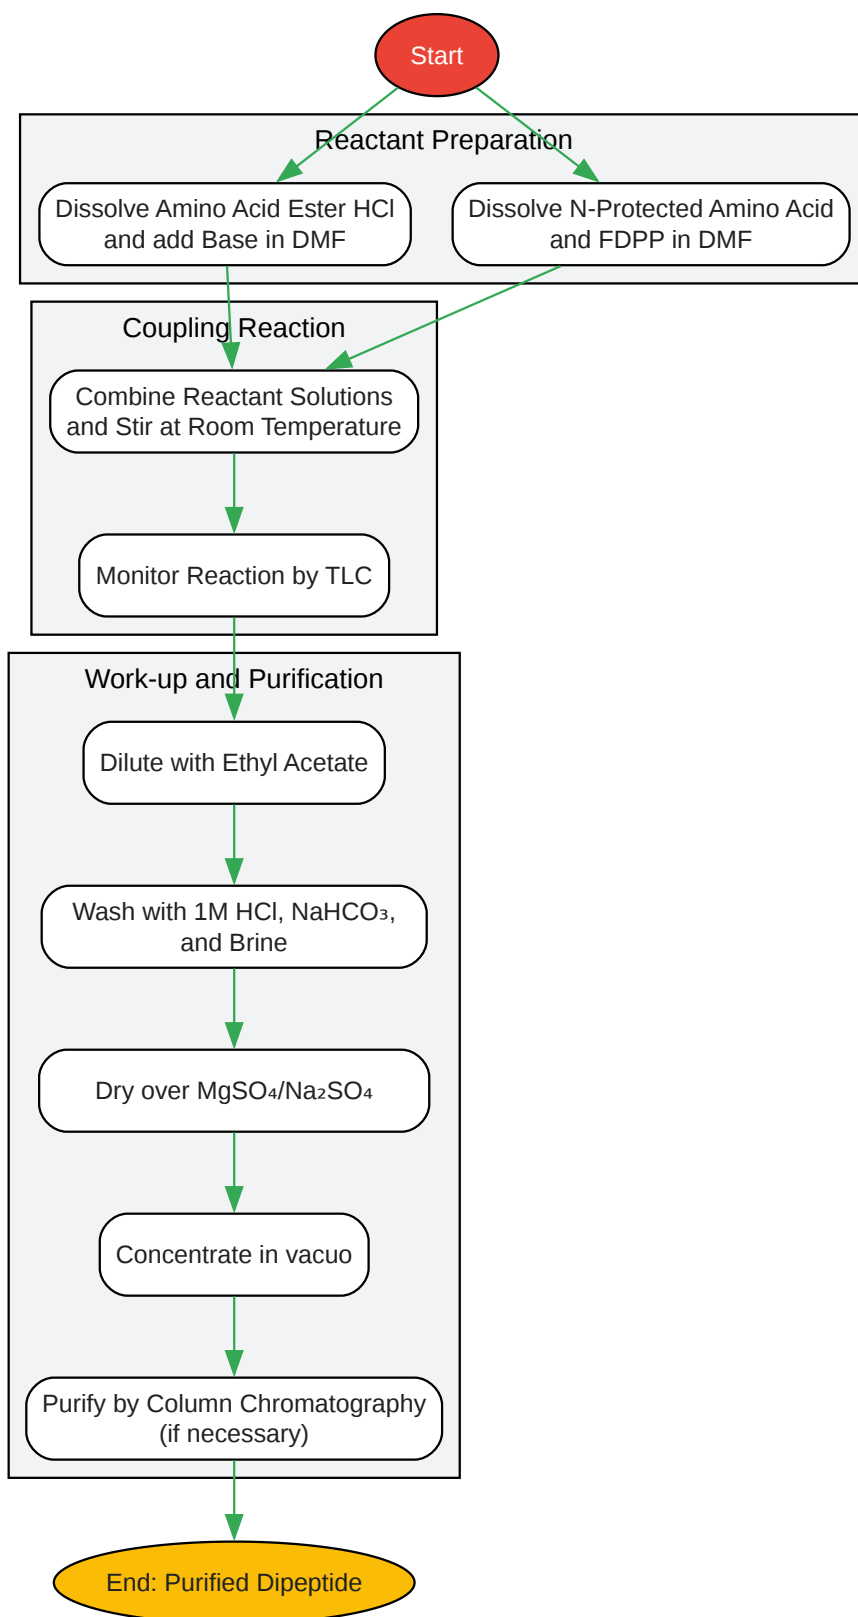 Start
Reactant Preparation
Dissolve Amino Acid Ester HCl
and add Base in DMF
Dissolve N-Protected Amino Acid
and FDPP in DMF
Coupling Reaction
Combine Reactant Solutions
and Stir at Room Temperature
Monitor Reaction by TLC
Work-up and Purification
Dilute with Ethyl Acetate
Wash with 1M HCl, NaHCO₃,
and Brine
Dry over MgSO₄/Na₂SO₄
Concentrate in vacuo
Purify by Column Chromatography
(if necessary)
End: Purified Dipeptide